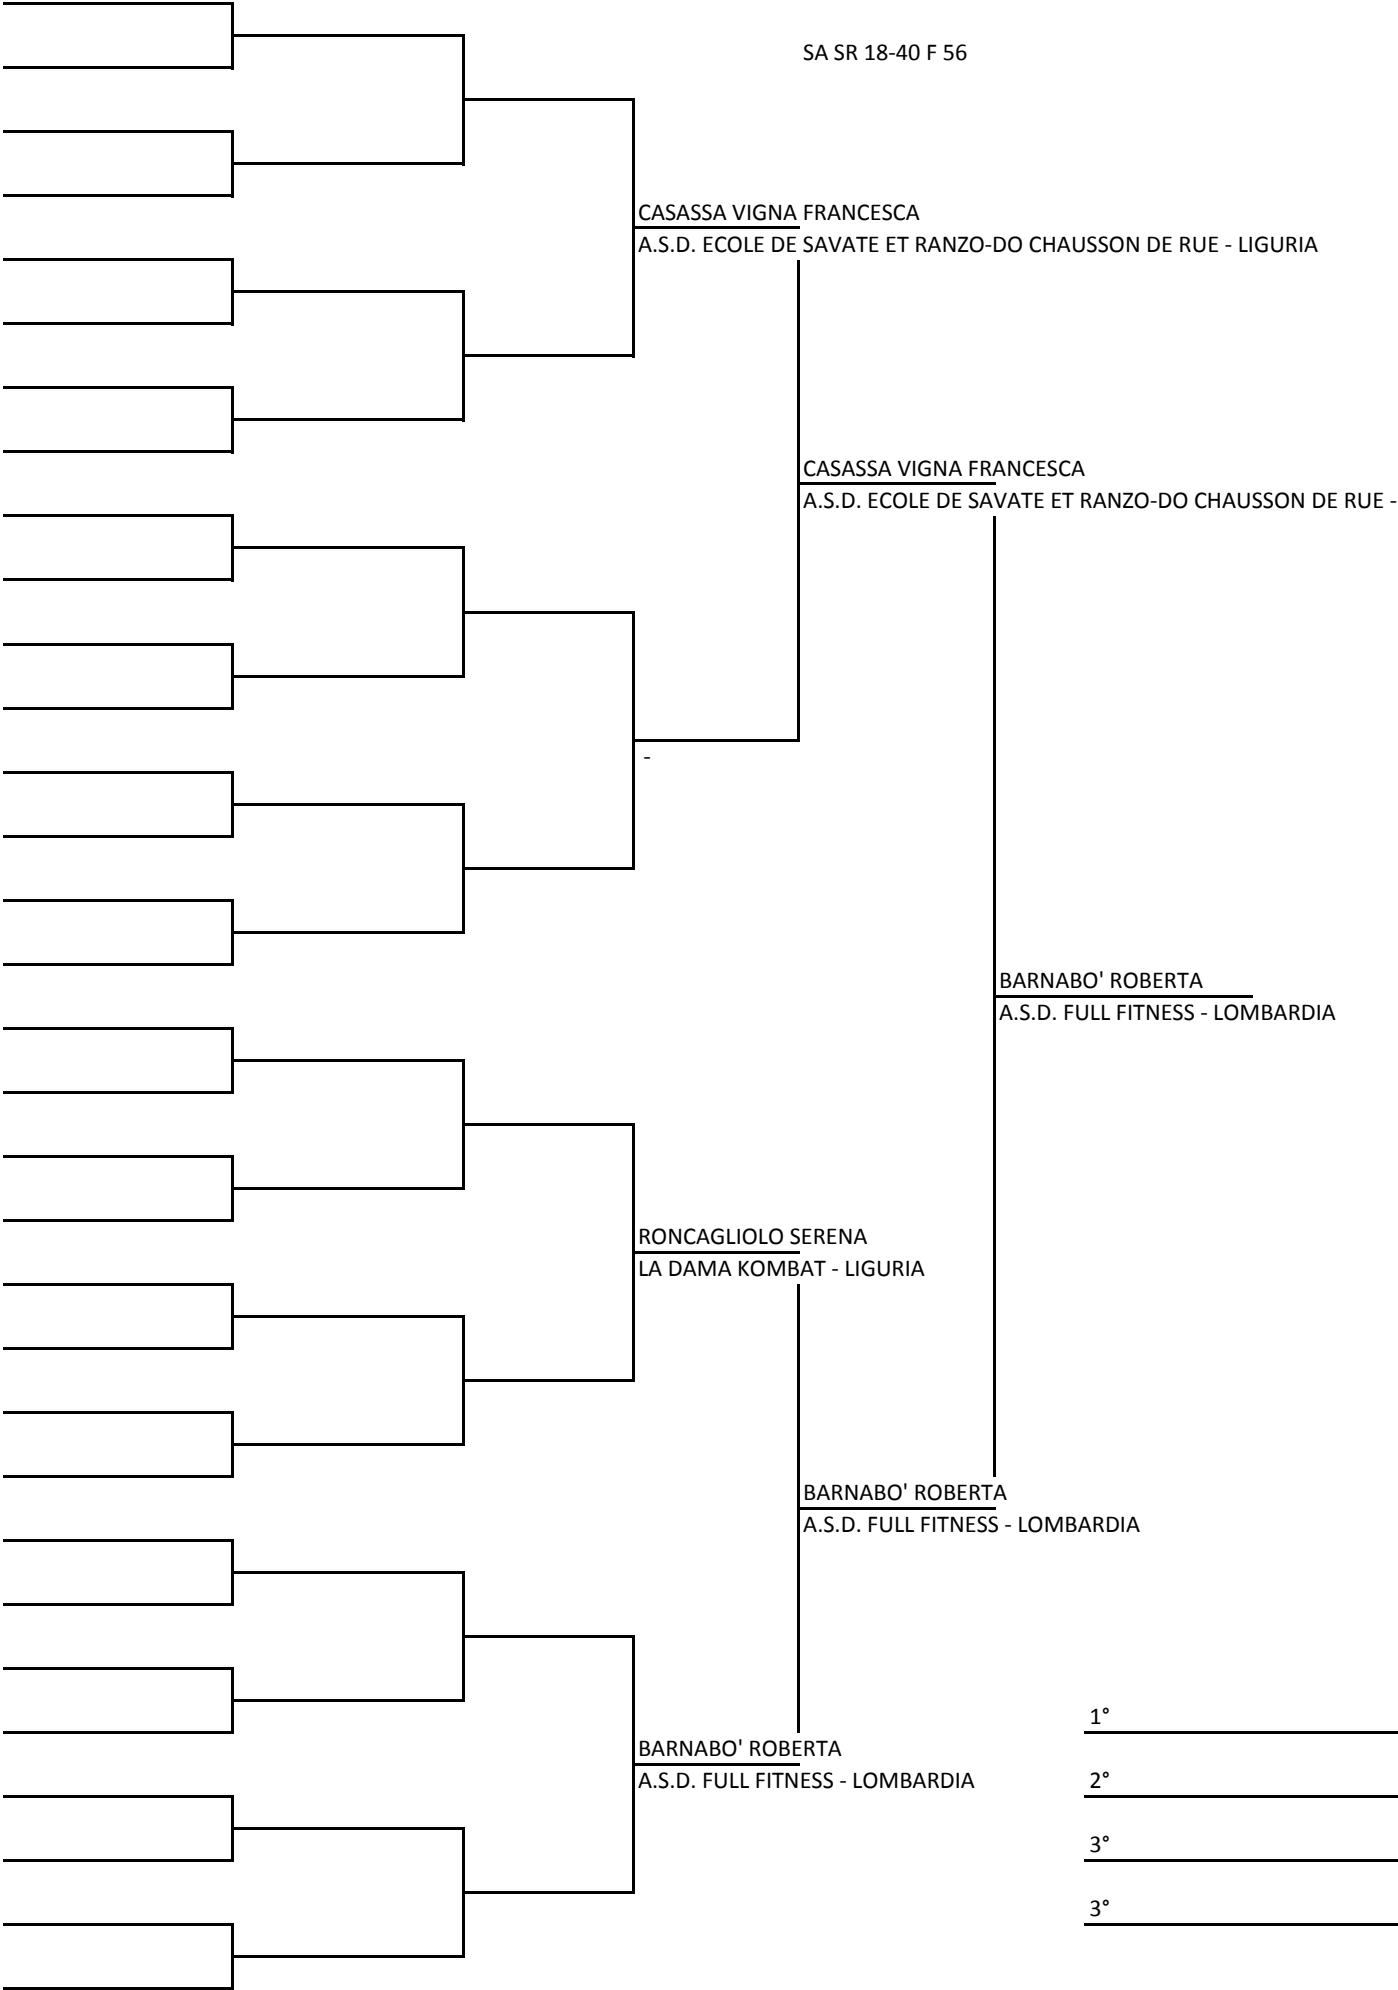 SA SR 18-40 F 56
CASASSA VIGNA FRANCESCA
A.S.D. ECOLE DE SAVATE ET RANZO-DO CHAUSSON DE RUE - LIGURIA
CASASSA VIGNA FRANCESCA
A.S.D. ECOLE DE SAVATE ET RANZO-DO CHAUSSON DE RUE -
-
BARNABO' ROBERTA
A.S.D. FULL FITNESS - LOMBARDIA
RONCAGLIOLO SERENA
LA DAMA KOMBAT - LIGURIA
BARNABO' ROBERTA
A.S.D. FULL FITNESS - LOMBARDIA
1°
BARNABO' ROBERTA
A.S.D. FULL FITNESS - LOMBARDIA
2°
3°
3°